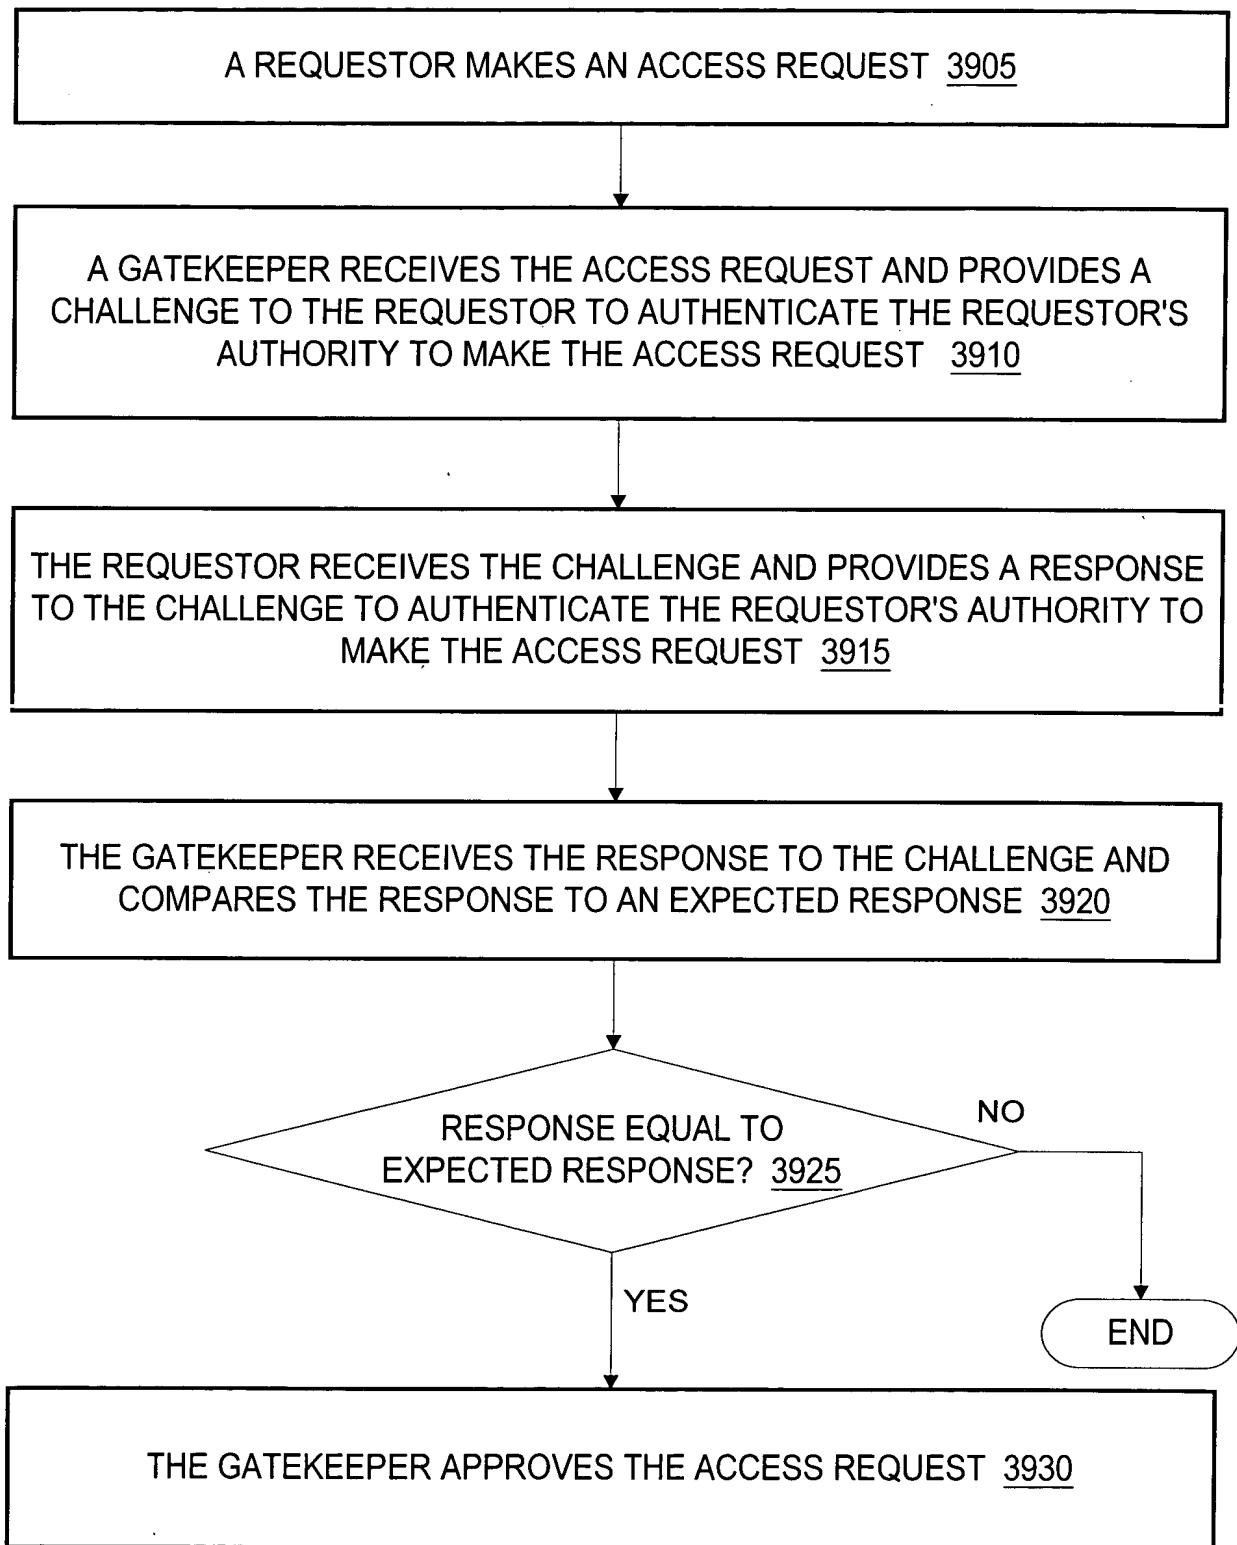 A REQUESTOR MAKES AN ACCESS REQUEST 3905
A GATEKEEPER RECEIVES THE ACCESS REQUEST AND PROVIDES A
CHALLENGE TO THE REQUESTOR TO AUTHENTICATE THE REQUESTOR'S
AUTHORITY TO MAKE THE ACCESS REQUEST 3910
THE REQUESTOR RECEIVES THE CHALLENGE AND PROVIDES A RESPONSE
TO THE CHALLENGE TO AUTHENTICATE THE REQUESTOR'S AUTHORITY TO
MAKE THE ACCESS REQUEST 3915
THE GATEKEEPER RECEIVES THE RESPONSE TO THE CHALLENGE AND
COMPARES THE RESPONSE TO AN EXPECTED RESPONSE 3920
RESPONSE EQUAL TO
EXPECTED RESPONSE? 3925
NO
YES
END
THE GATEKEEPER APPROVES THE ACCESS REQUEST 3930